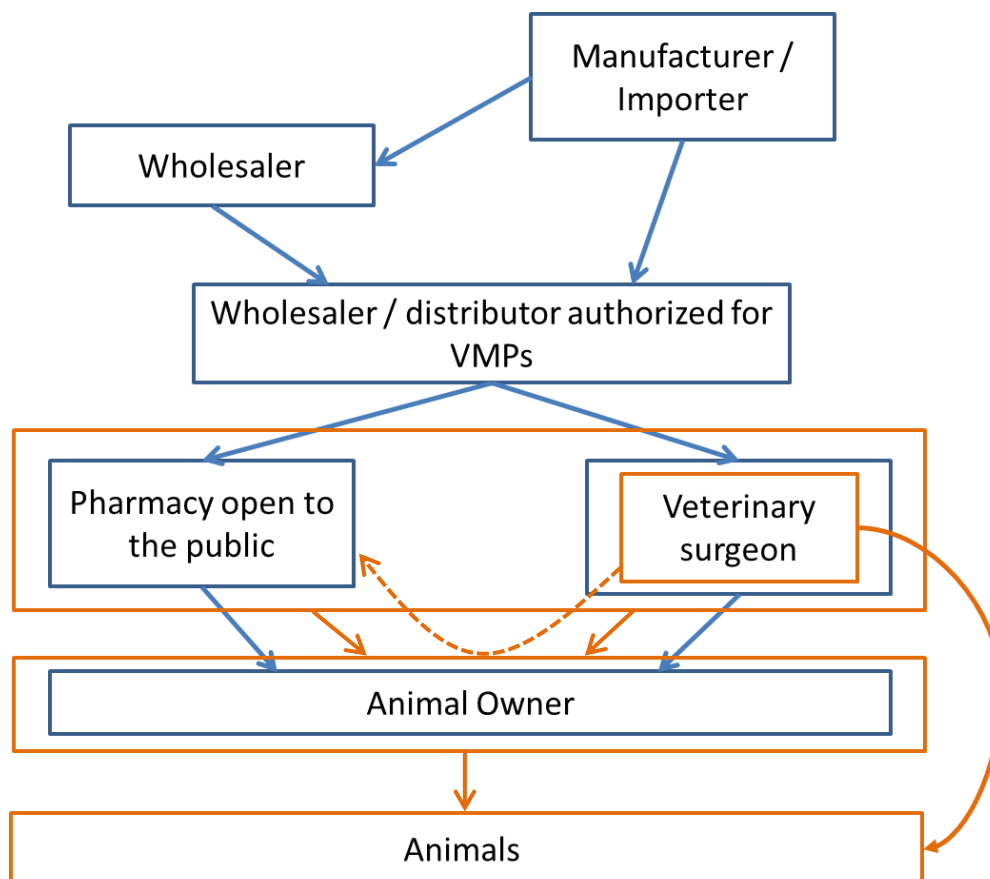 Manufacturer /
Importer
Wholesaler
Wholesaler / distributor authorized for
VMPs
Pharmacy open to
the public
Veterinary
surgeon
Animal Owner
Animals